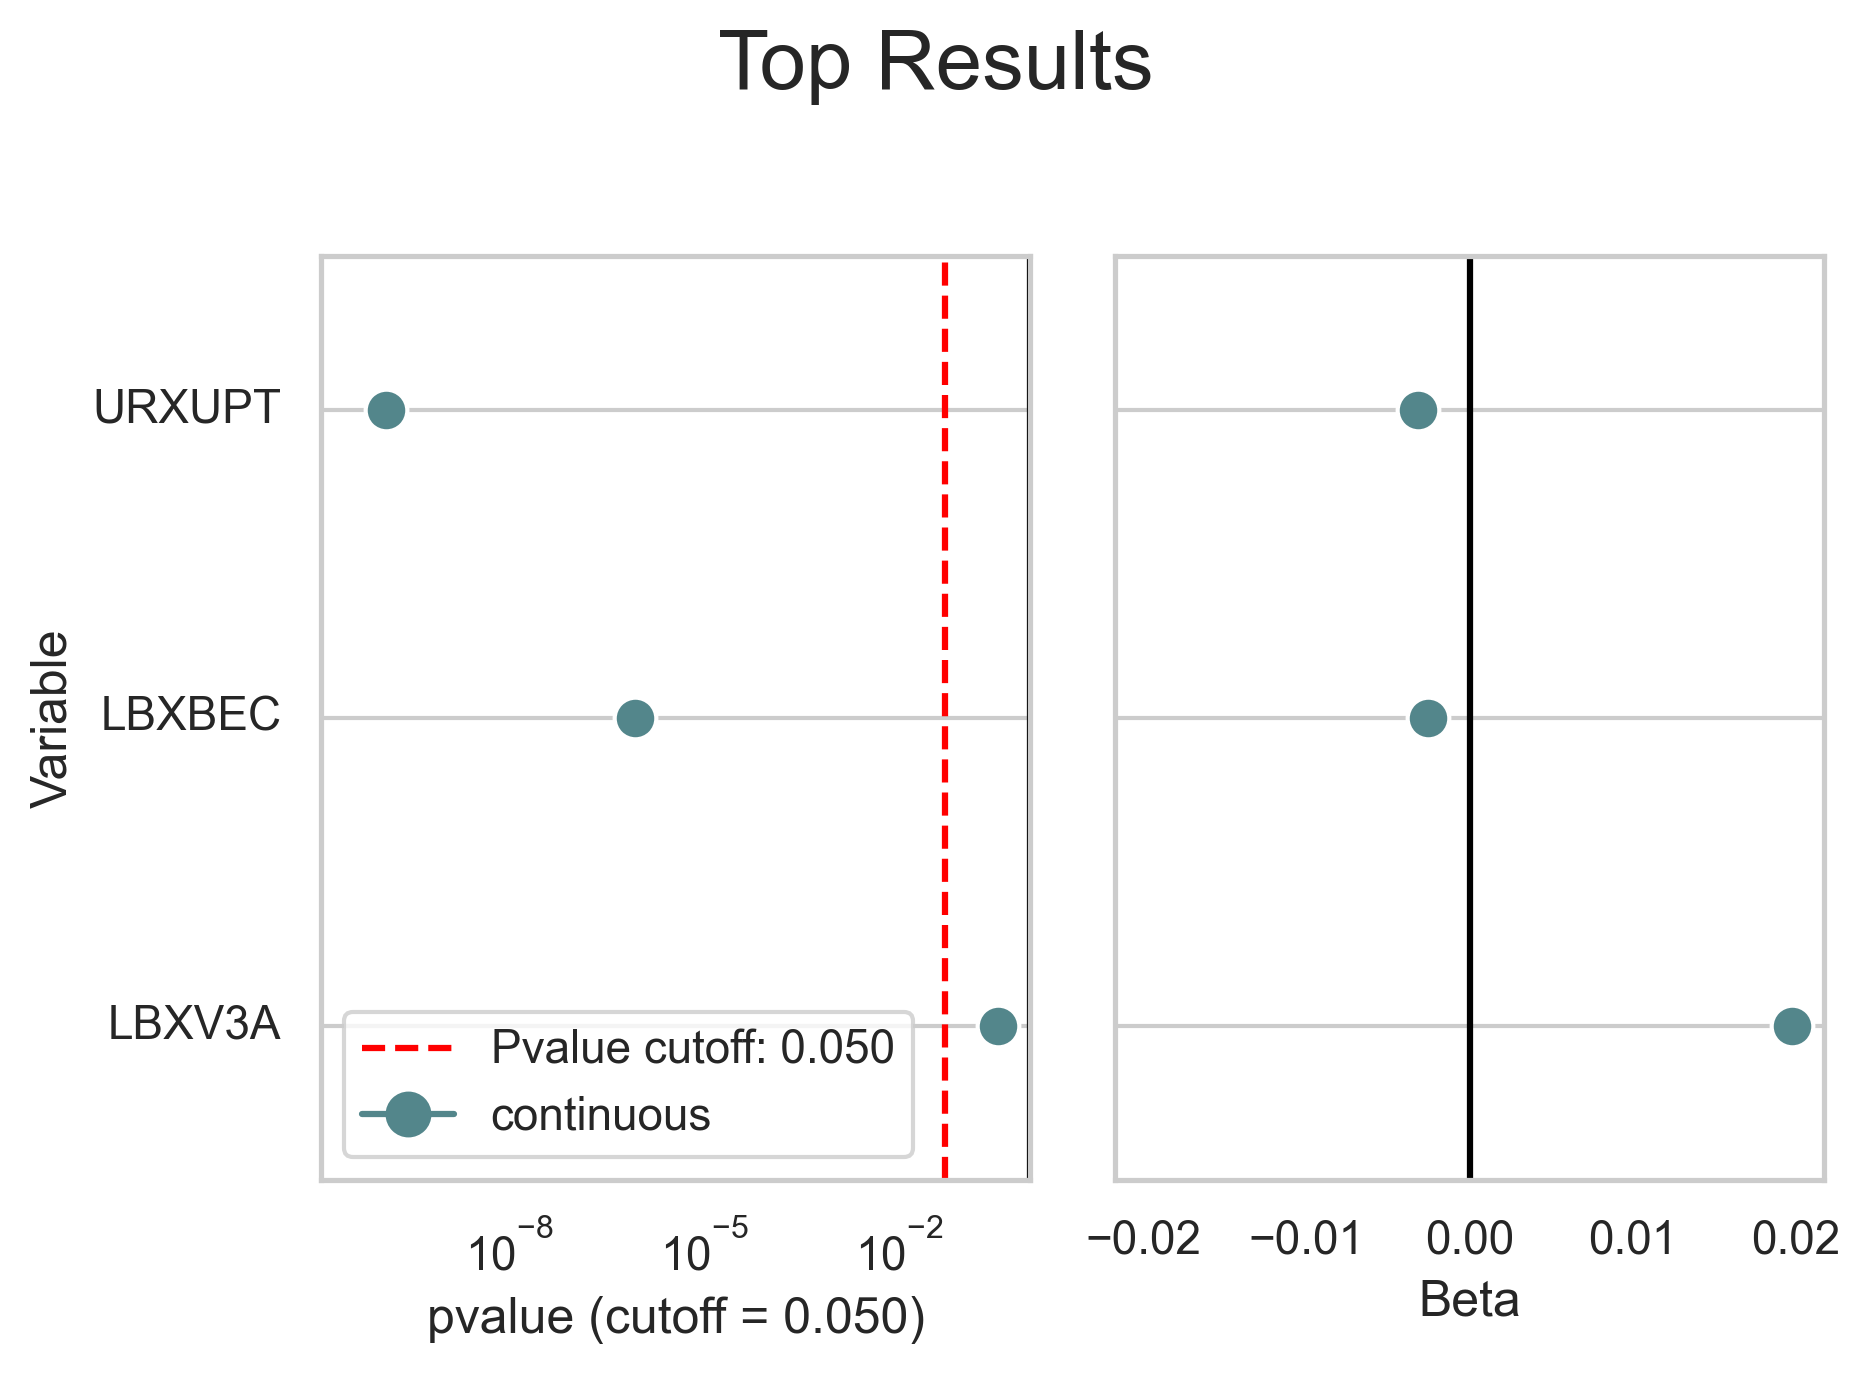 Top Results
Variable
URXUPT
LBXBEC
LBXV3A
Pvalue cutoff: 0.050
continuous
10⁻⁸ 10⁻⁵ 10⁻²
pvalue (cutoff = 0.050)
−0.02 −0.01 0.00 0.01 0.02
Beta